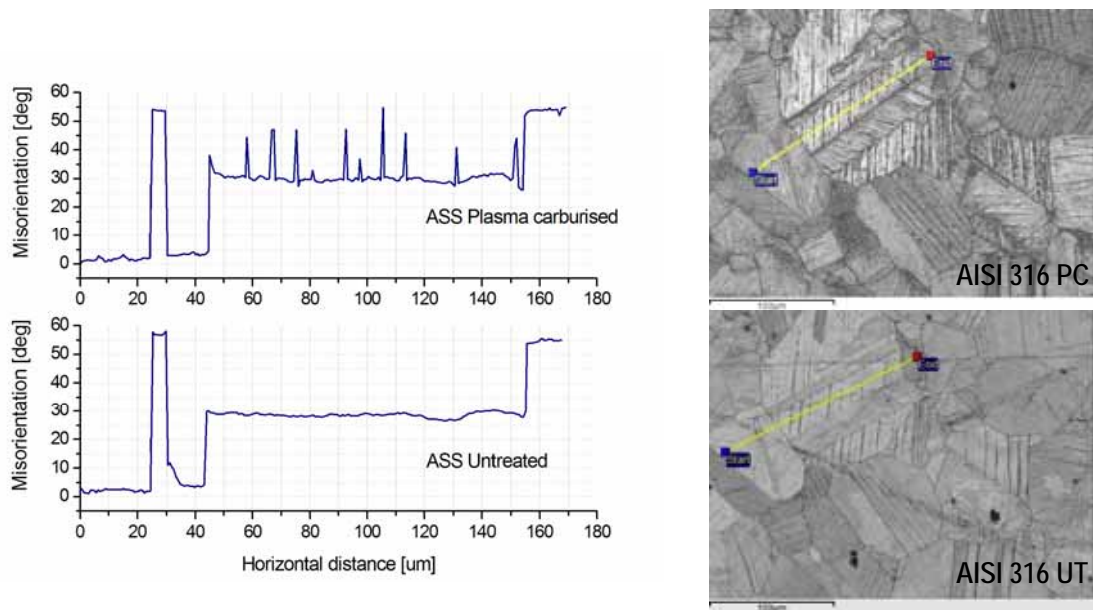 Misorientation [deg]
60
50
40
30
20
10
0
ASS Plasma carburised
0 20 40 60 80 100 120 140 160 180
Misorientation [deg]
60
50
40
30
20
10
0
ASS Untreated
0 20 40 60 80 100 120 140 160 180
Horizontal distance [um]
AISI 316 PC
100µm
AISI 316 UT